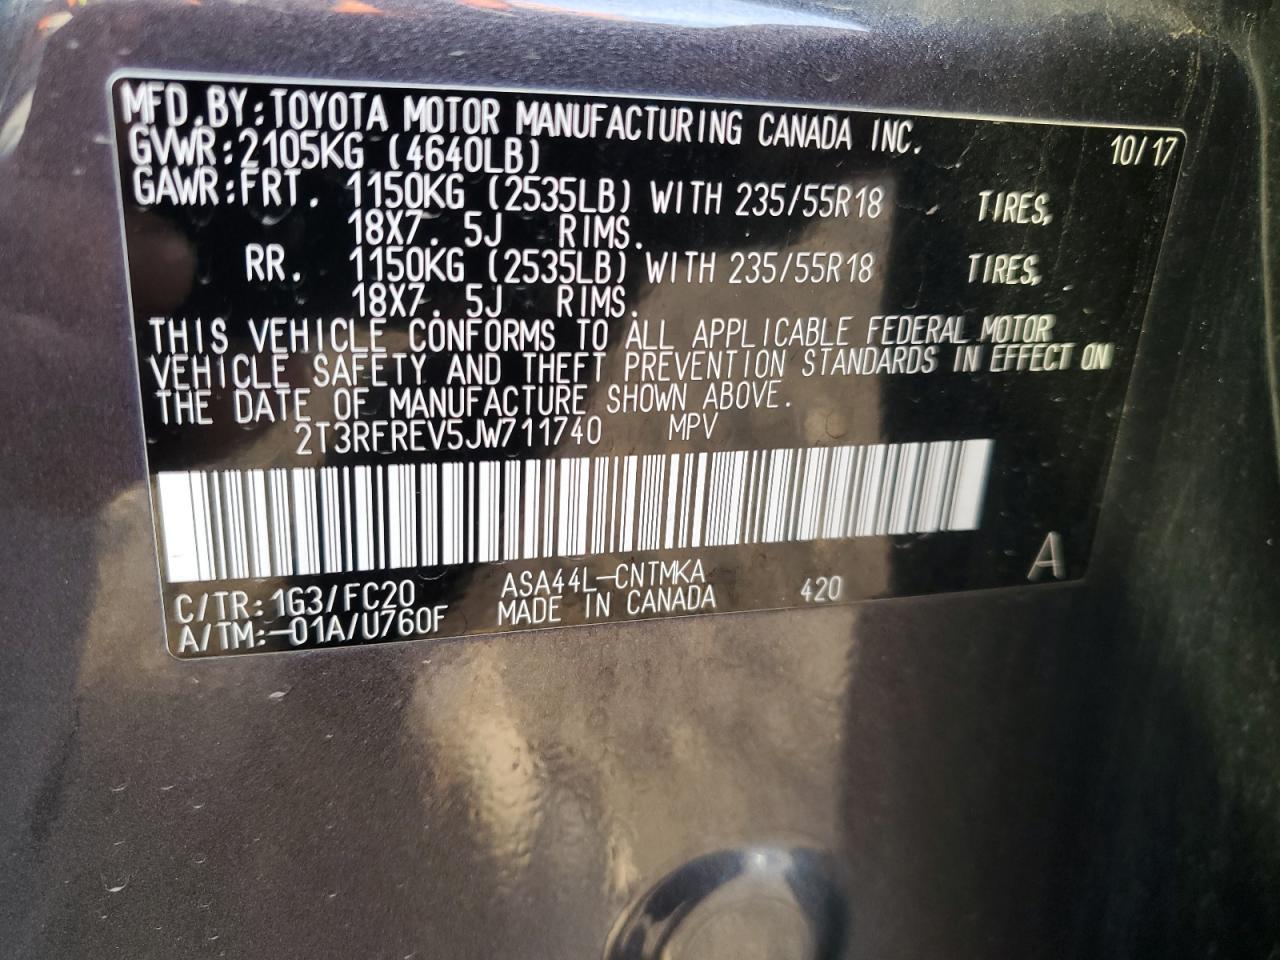 MFD.BY:TOYOTA MOTOR MANUFACTURING CANADA INC. 10/17
GVWR:2105KG (4640LB)
GAWR:FRT. 1150KG (2535LB) WITH 235/55R18 TIRES,
18X7. 5J RIMS.
RR. 1150KG (2535LB) WITH 235/55R18 TIRES,
18X7. 5J RIMS.
THIS VEHICLE CONFORMS TO ALL APPLICABLE FEDERAL MOTOR
VEHICLE SAFETY AND THEFT PREVENTION STANDARDS IN EFFECT ON
THE DATE OF MANUFACTURE SHOWN ABOVE.
2T3RFREV5JW711740 MPV
C/TR:1G3/FC20 ASA44L-CNTMKA 420 A
A/TM:-01A/U760F MADE IN CANADA